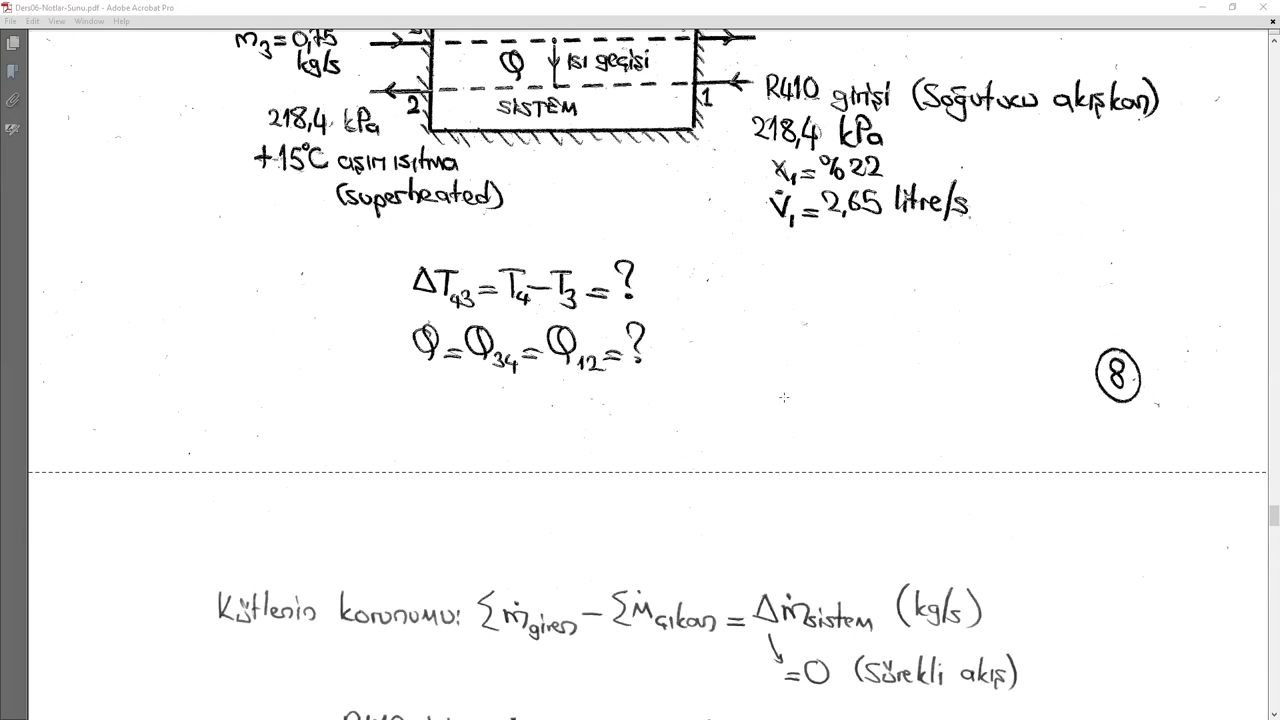 Ders06-Notlar-Sunu.pdf - Adobe Acrobat Pro
File Edit View Window Help
ṁ₃=0,75
kg/s
Q ısı geçişi
2 SİSTEM 1
R410 girişi (Soğutucu akışkan)
218,4 kPa
x₁=%22
V̇₁=2,65 litre/s
218,4 kPa
+15°C aşırı ısıtma
(superheated)
ΔT₄₃=T₄-T₃=?
Q=Q₃₄=Q₁₂=?
8
Kütlenin korunumu: Σṁgiren - Σṁçıkan = Δṁsistem (kg/s)
=0 (Sürekli akış)